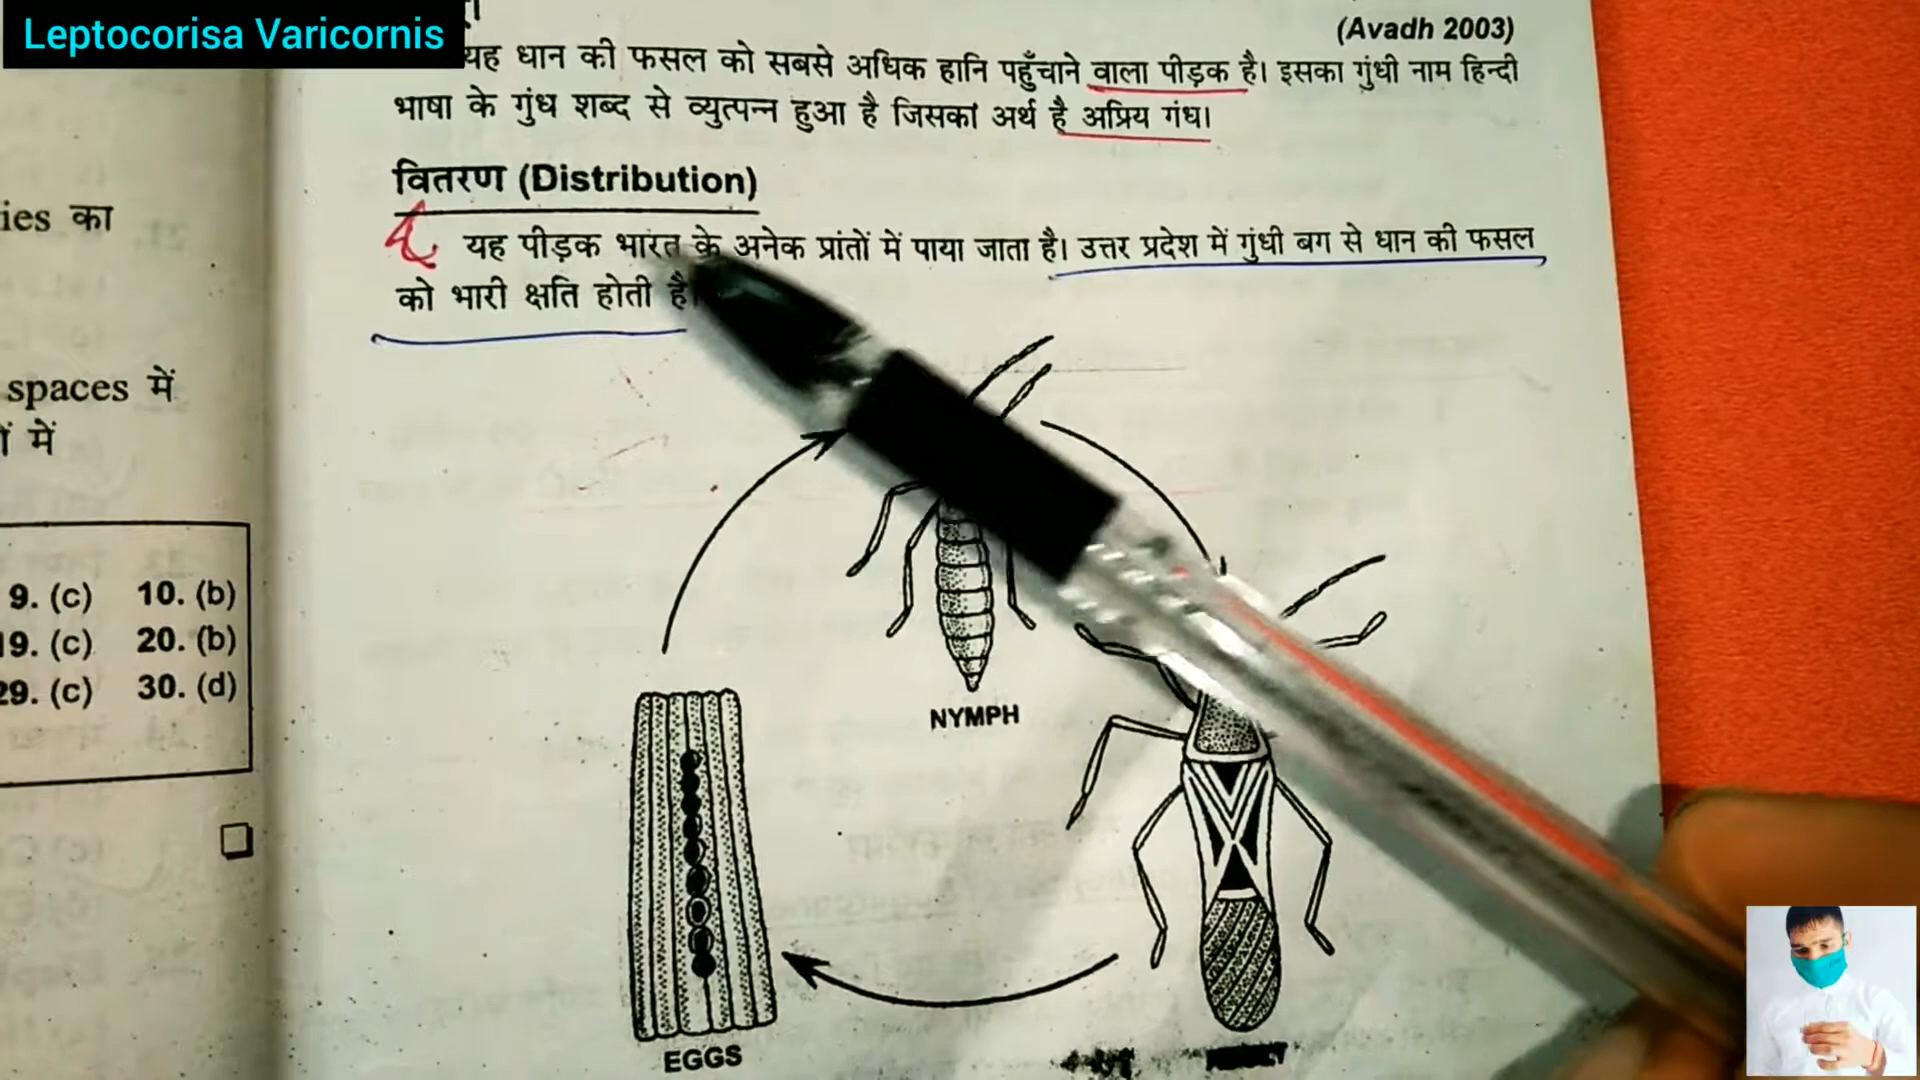 Leptocorisa Varicornis
(Avadh 2003)
यह धान की फसल को सबसे अधिक हानि पहुँचाने वाला पीड़क है। इसका गुंधी नाम हिन्दी
भाषा के गुंध शब्द से व्युत्पन्न हुआ है जिसका अर्थ है अप्रिय गंध।
वितरण (Distribution)
यह पीड़क भारत के अनेक प्रांतों में पाया जाता है। उत्तर प्रदेश में गुंधी बग से धान की फसल
को भारी क्षति होती है।
NYMPH
EGGS
ies का
spaces में
में
9. (c) 10. (b)
19. (c) 20. (b)
29. (c) 30. (d)